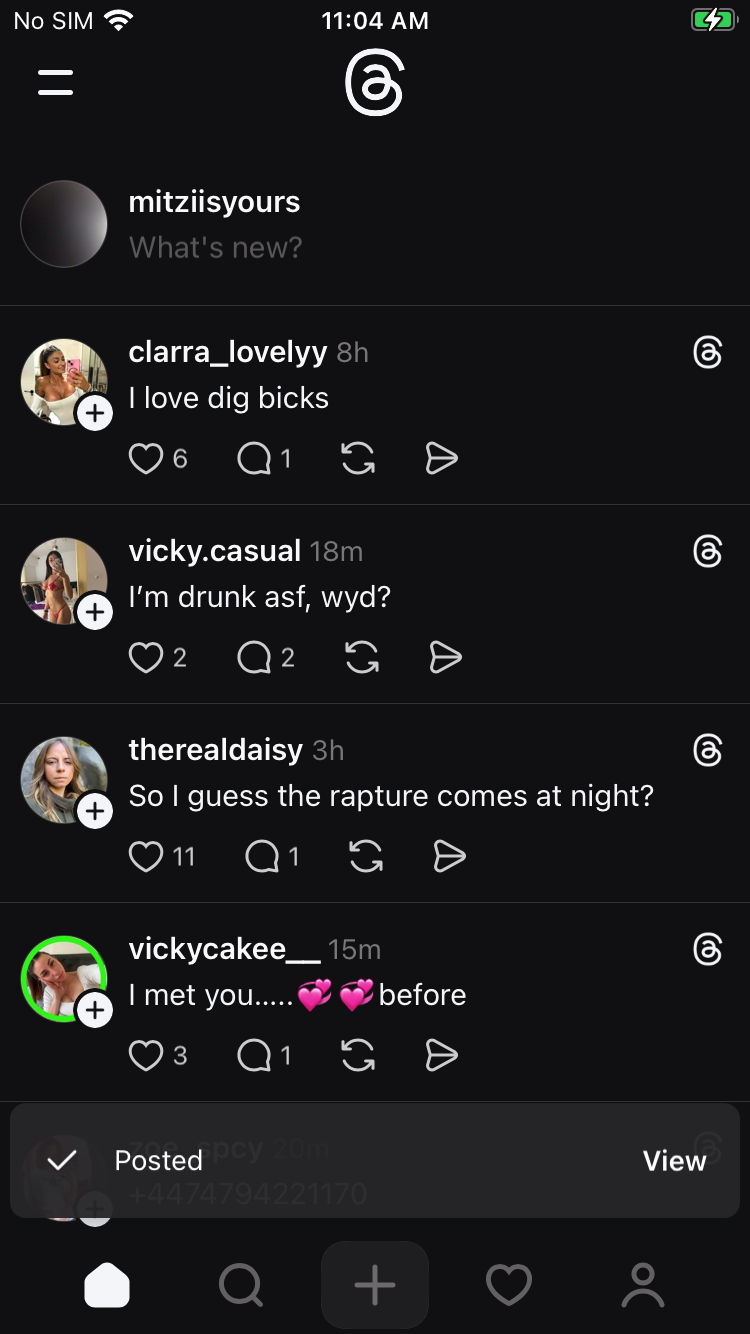 No SIM 11:04 AM
mitziisyours
What's new?
clarra_lovelyy 8h
I love dig bicks
6 1
vicky.casual 18m
I’m drunk asf, wyd?
2 2
therealdaisy 3h
So I guess the rapture comes at night?
11 1
vickycakee__ 15m
I met you.....💞 💞before
3 1
zoe_spcy 20m
Posted View
+4474794221170